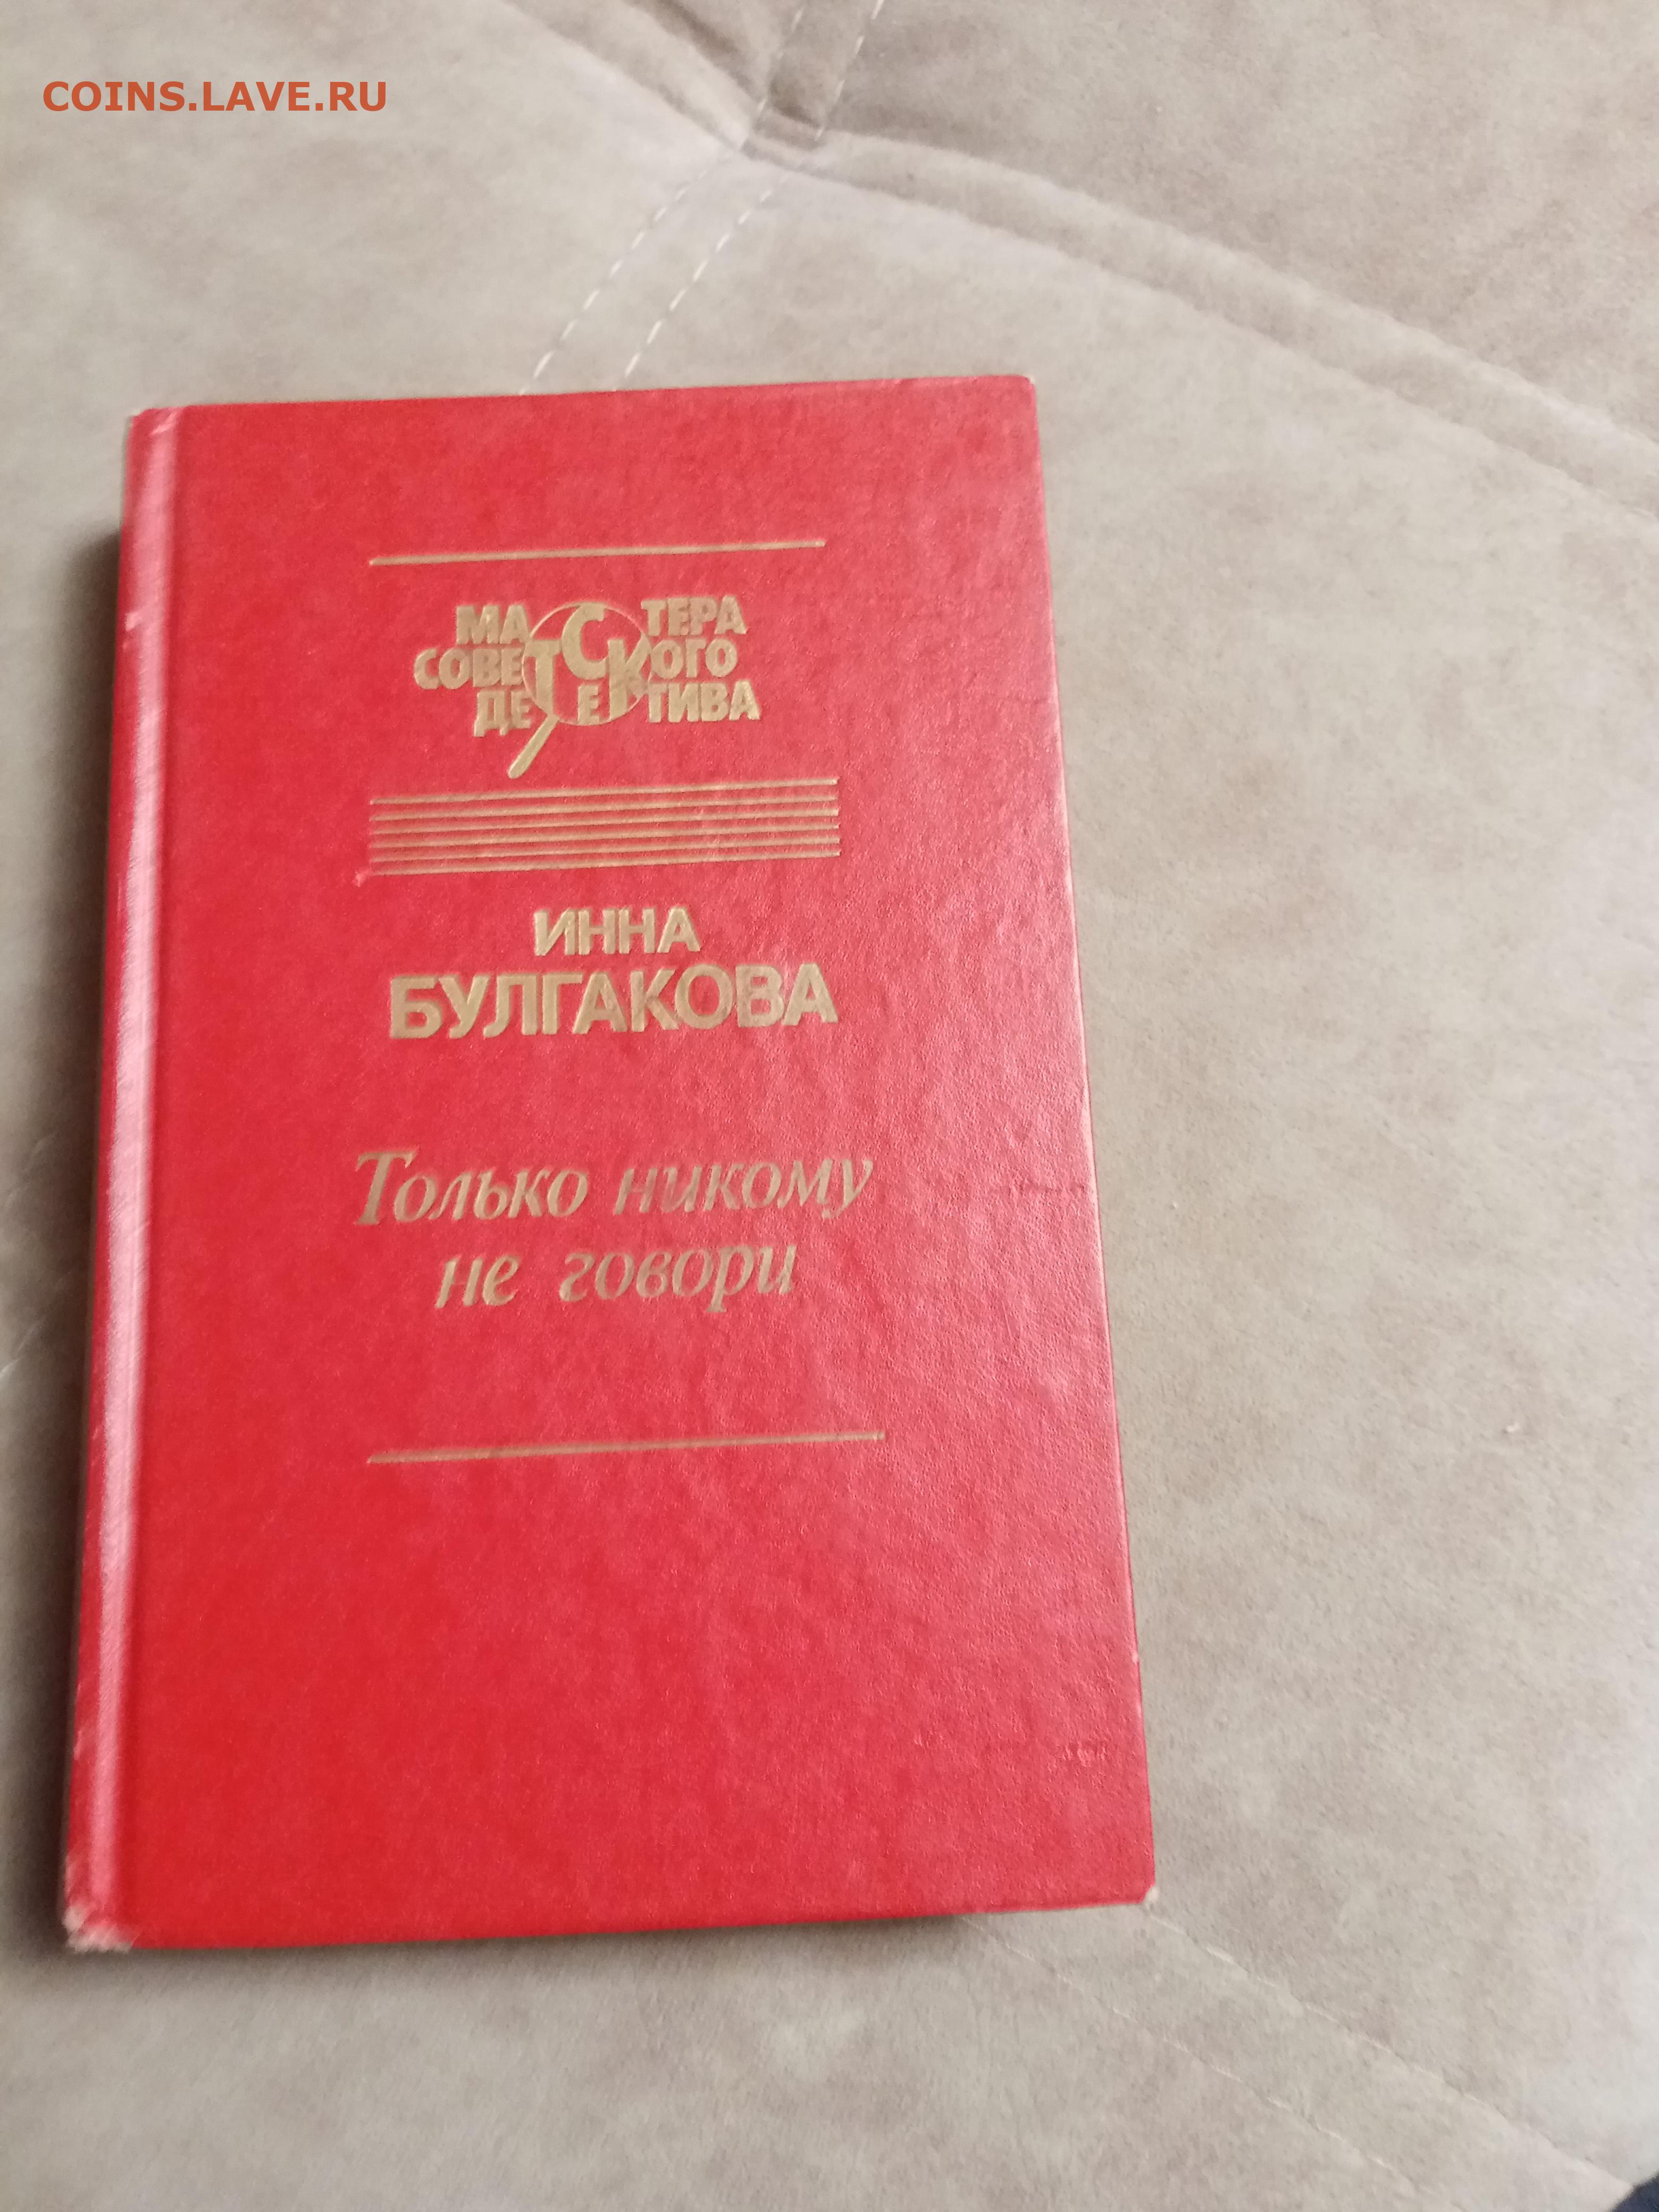 COINS.LAVE.RU
МАСТЕРА
СОВЕТСКОГО
ДЕТЕКТИВА
ИННА
БУЛГАКОВА
Только никому
не говори